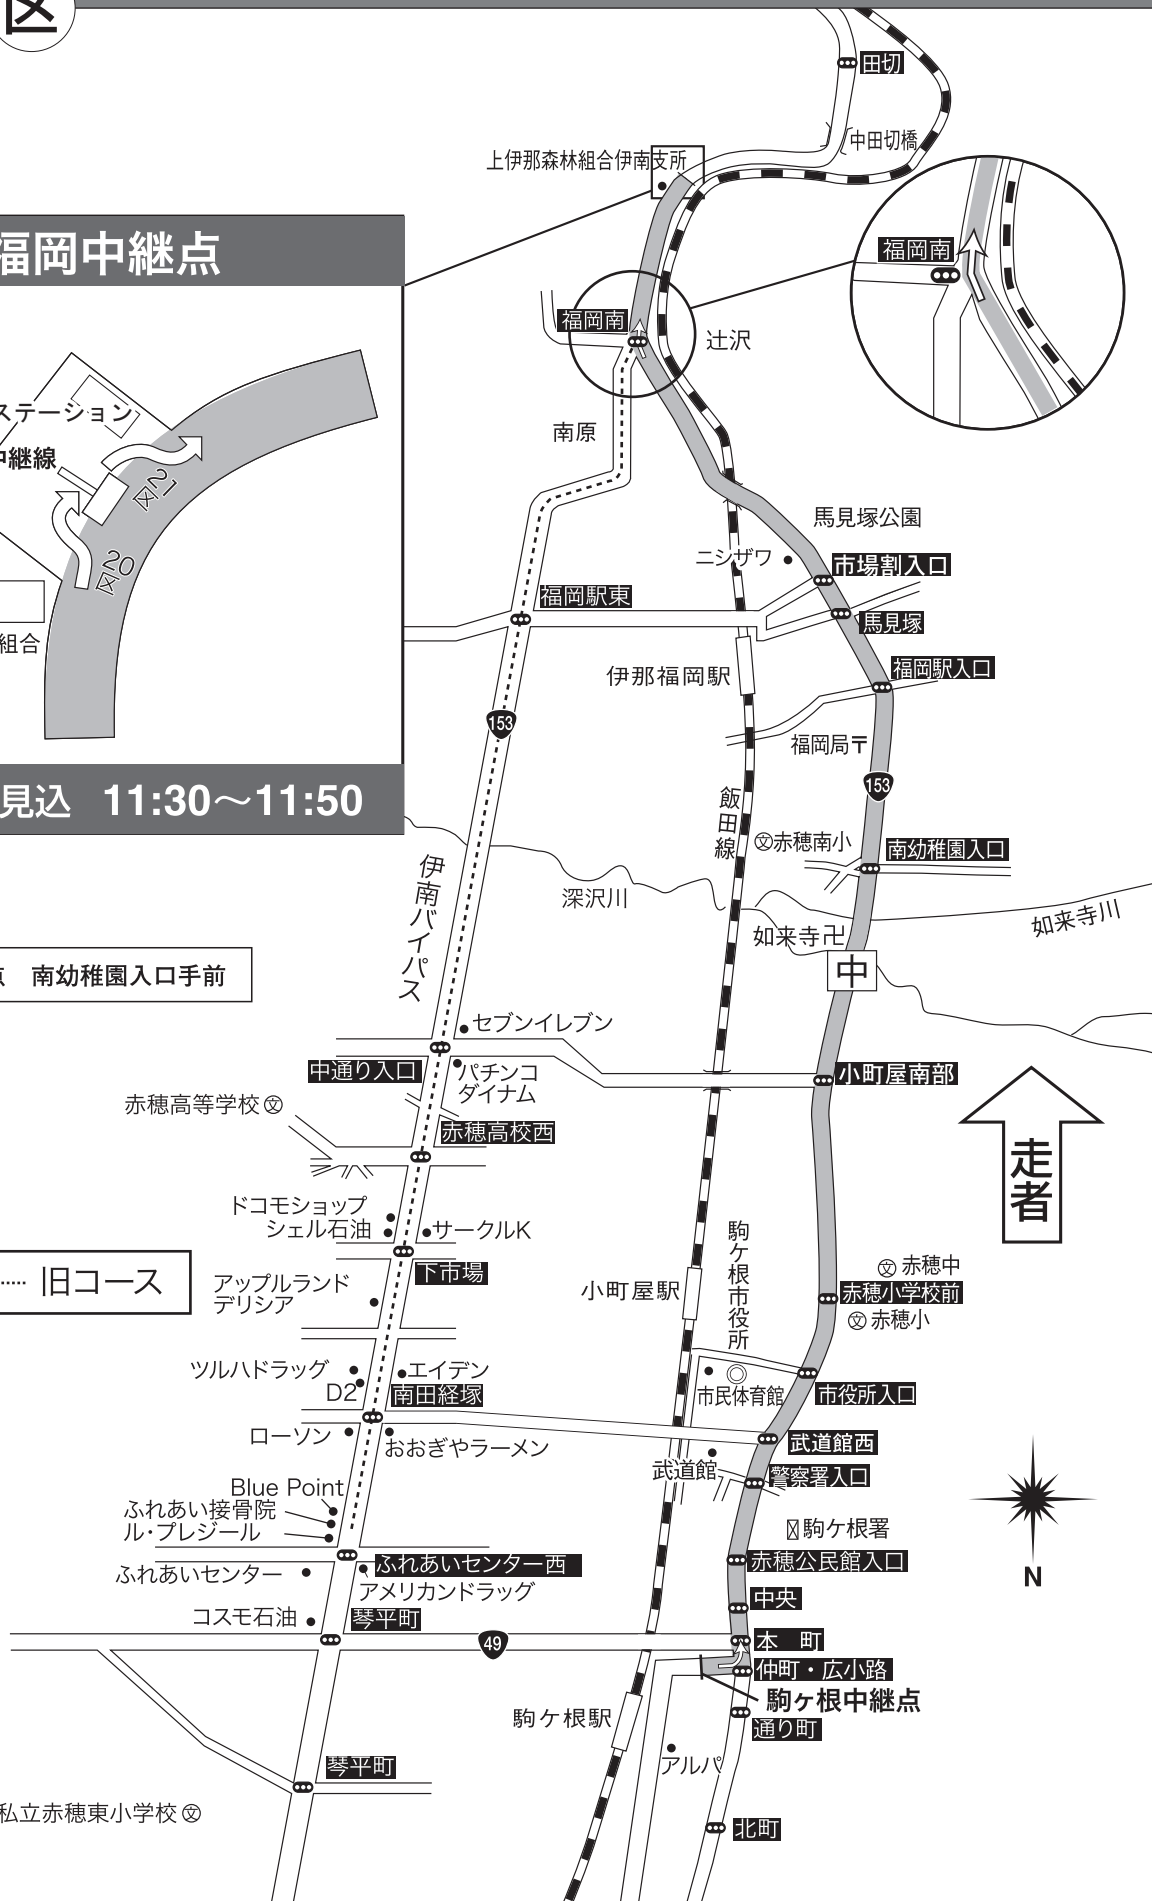 区
田切
中田切橋
上伊那森林組合伊南支所
福岡中継点
福岡南
福岡南
辻沢
ステーション
中継線
21区
20区
組合
南原
馬見塚公園
ニシザワ
市場割入口
福岡駅東
馬見塚
伊那福岡駅
福岡駅入口
153
福岡局〒
見込 11:30〜11:50
153
飯田線
赤穂南小
南幼稚園入口
伊南バイパス
深沢川
如来寺川
如来寺卍
南幼稚園入口手前
中
セブンイレブン
中通り入口
パチンコ
ダイナム
小町屋南部
赤穂高等学校
赤穂高校西
走者
ドコモショップ
シェル石油
サークルK
駒ケ根市役所
旧コース
下市場
赤穂中
アップルランド
デリシア
小町屋駅
赤穂小学校前
赤穂小
ツルハドラッグ
エイデン
D2
南田経塚
市民体育館
市役所入口
ローソン
おおぎやラーメン
武道館西
武道館
警察署入口
Blue Point
ふれあい接骨院
ル・プレジール
駒ケ根署
ふれあいセンター西
赤穂公民館入口
ふれあいセンター
アメリカンドラッグ
N
中央
コスモ石油
琴平町
49
本 町
仲町・広小路
駒ヶ根中継点
駒ケ根駅
通り町
アルパ
琴平町
私立赤穂東小学校
北町